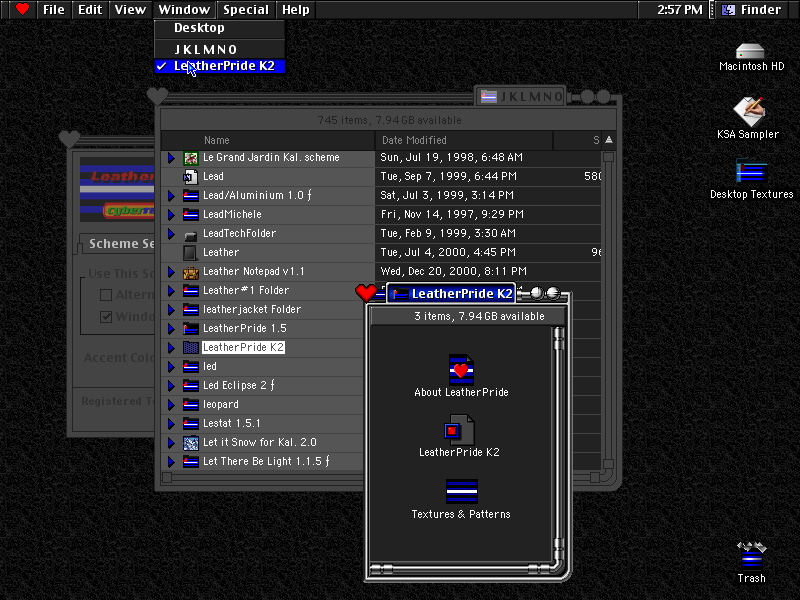 File Edit View Window Special Help 2:57 PM Finder
Desktop
J K L M N O
LeatherPride K2
Macintosh HD
KSA Sampler
Desktop Textures
Trash
J K L M N O
745 items, 7.94 GB available
Name Date Modified S
Le Grand Jardin Kal. scheme Sun, Jul 19, 1998, 6:48 AM
Lead Tue, Sep 7, 1999, 6:44 PM 580
Lead/Aluminium 1.0 ƒ Sat, Jul 3, 1999, 3:14 PM
LeadMichele Fri, Nov 14, 1997, 9:29 PM
LeadTechFolder Tue, Feb 9, 1999, 3:30 AM
Leather Tue, Jul 4, 2000, 4:45 PM 96
Leather Notepad v1.1 Wed, Dec 20, 2000, 8:11 PM
Leather#1 Folder
leatherjacket Folder
LeatherPride 1.5
LeatherPride K2
led
Led Eclipse 2 ƒ
leopard
Lestat 1.5.1
Let it Snow for Kal. 2.0
Let There Be Light 1.1.5 ƒ
Leather
Scheme Se
Use This Sc
Altern
Windo
Accent Colo
Registered T
LeatherPride K2
3 items, 7.94 GB available
About LeatherPride
LeatherPride K2
Textures & Patterns